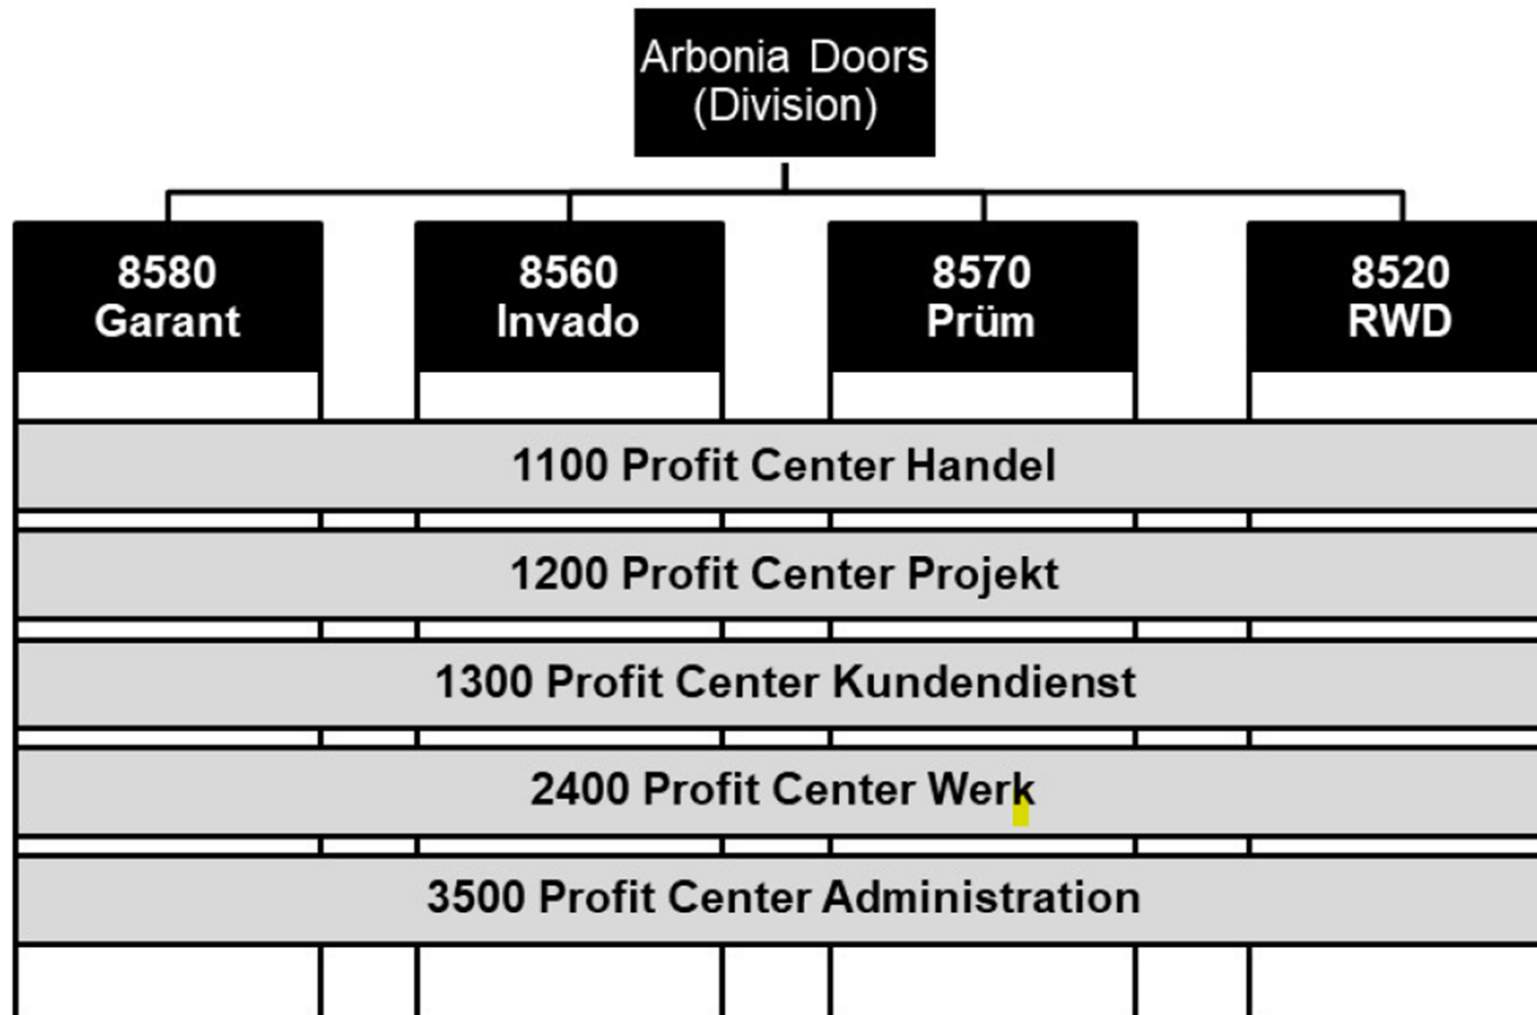 Arbonia Doors
(Division)
8580
Garant
8560
Invado
8570
Prüm
8520
RWD
1100 Profit Center Handel
1200 Profit Center Projekt
1300 Profit Center Kundendienst
2400 Profit Center Werk
3500 Profit Center Administration